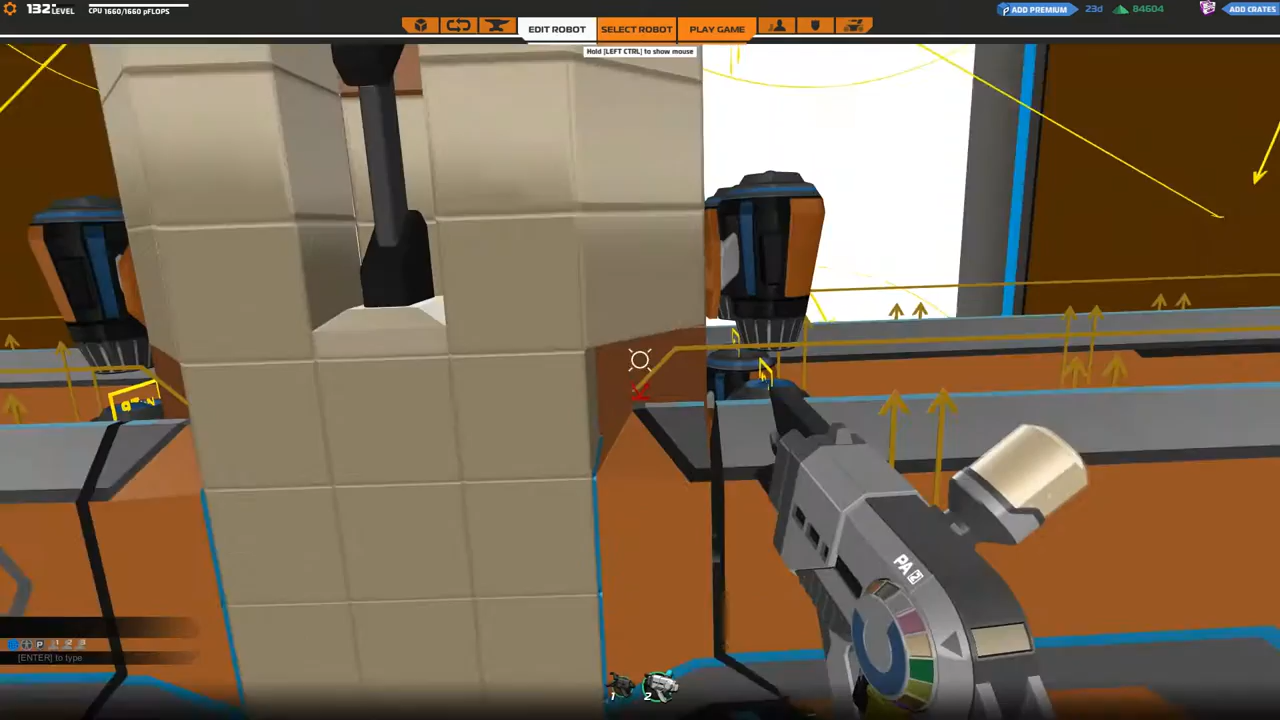 132 LEVEL
CPU 1660/1660 pFLOPS
EDIT ROBOT
SELECT ROBOT
PLAY GAME
ADD PREMIUM
23d
84604
ADD CRATES
Hold [LEFT CTRL] to show mouse
PA 2
P
[ENTER] to type
1
2